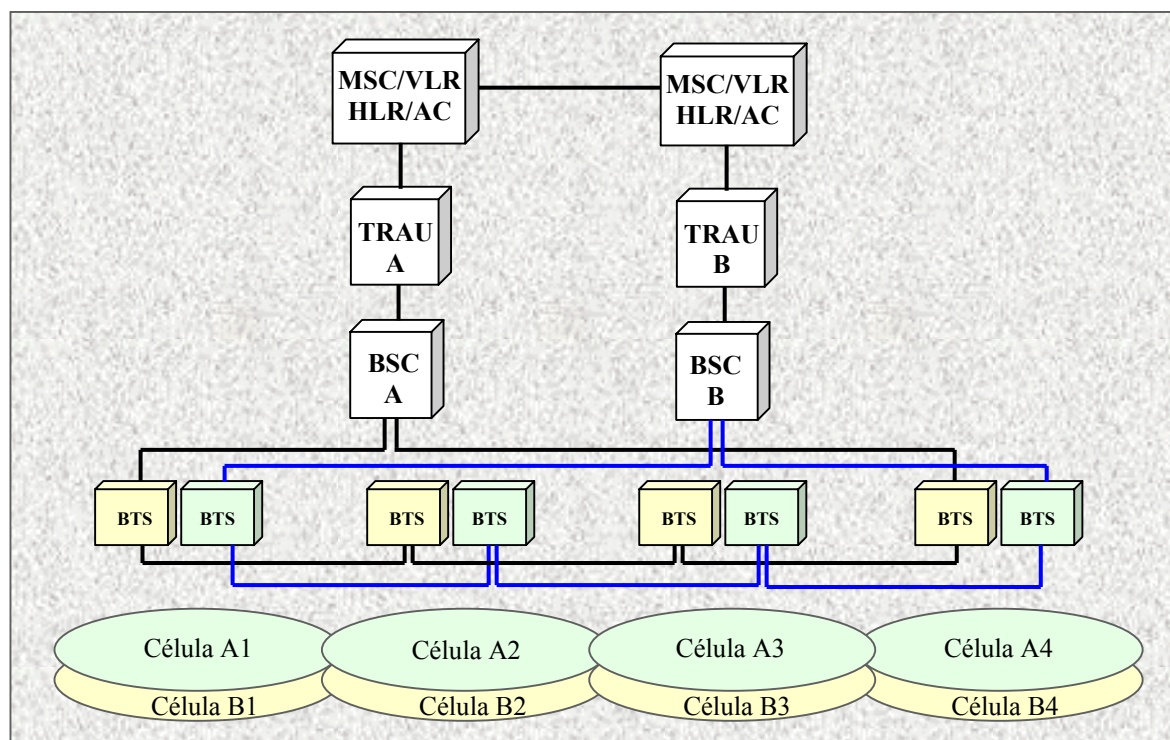 MSC/VLR
HLR/AC
MSC/VLR
HLR/AC
TRAU
A
TRAU
B
BSC
A
BSC
B
BTS
BTS
BTS
BTS
BTS
BTS
BTS
BTS
Célula A1
Célula A2
Célula A3
Célula A4
Célula B1
Célula B2
Célula B3
Célula B4